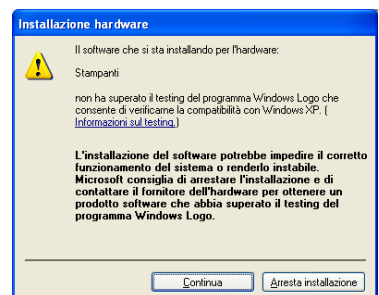 Installazione hardware
Il software che si sta installando per l'hardware:
Stampanti
non ha superato il testing del programma Windows Logo che
consente di verificarne la compatibilità con Windows XP. (
Informazioni sul testing.)
L'installazione del software potrebbe impedire il corretto
funzionamento del sistema o renderlo instabile.
Microsoft consiglia di arrestare l'installazione e di
contattare il fornitore dell'hardware per ottenere un
prodotto software che abbia superato il testing del
programma Windows Logo.
Continua
Arresta installazione